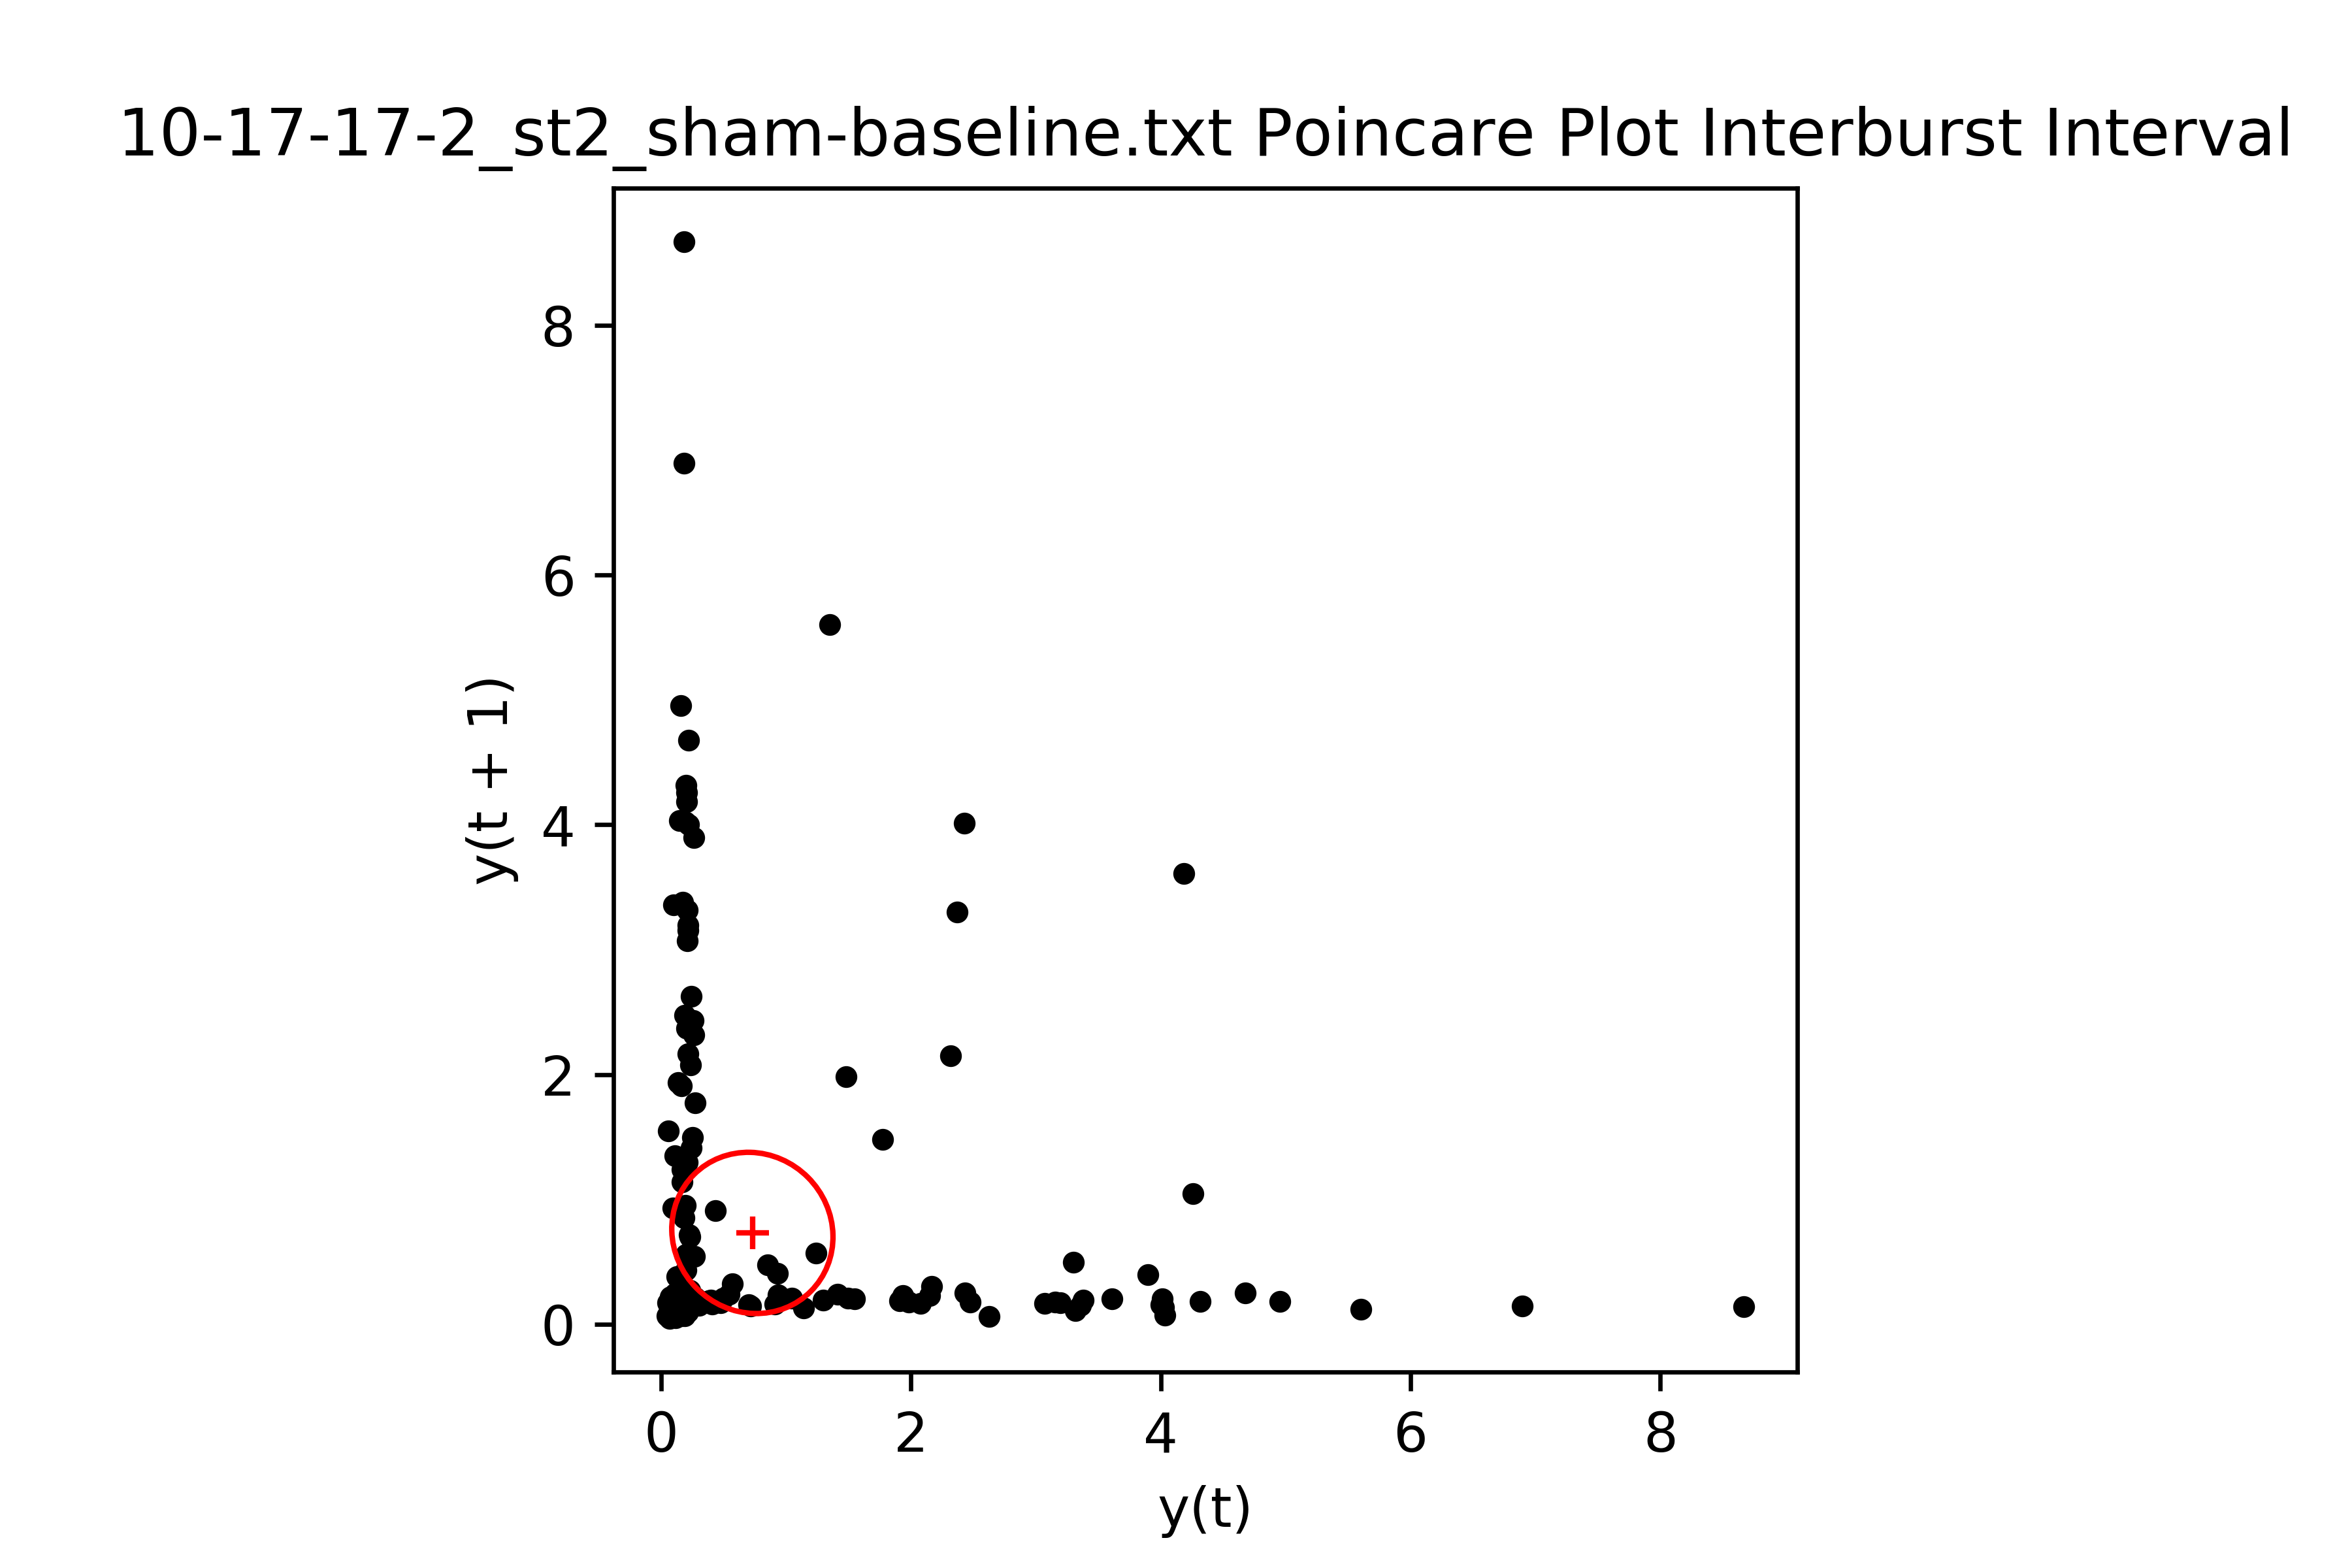 10-17-17-2_st2_sham-baseline.txt Poincare Plot Interburst Interval
8
6
4
2
0
y(t + 1)
0 2 4 6 8
y(t)